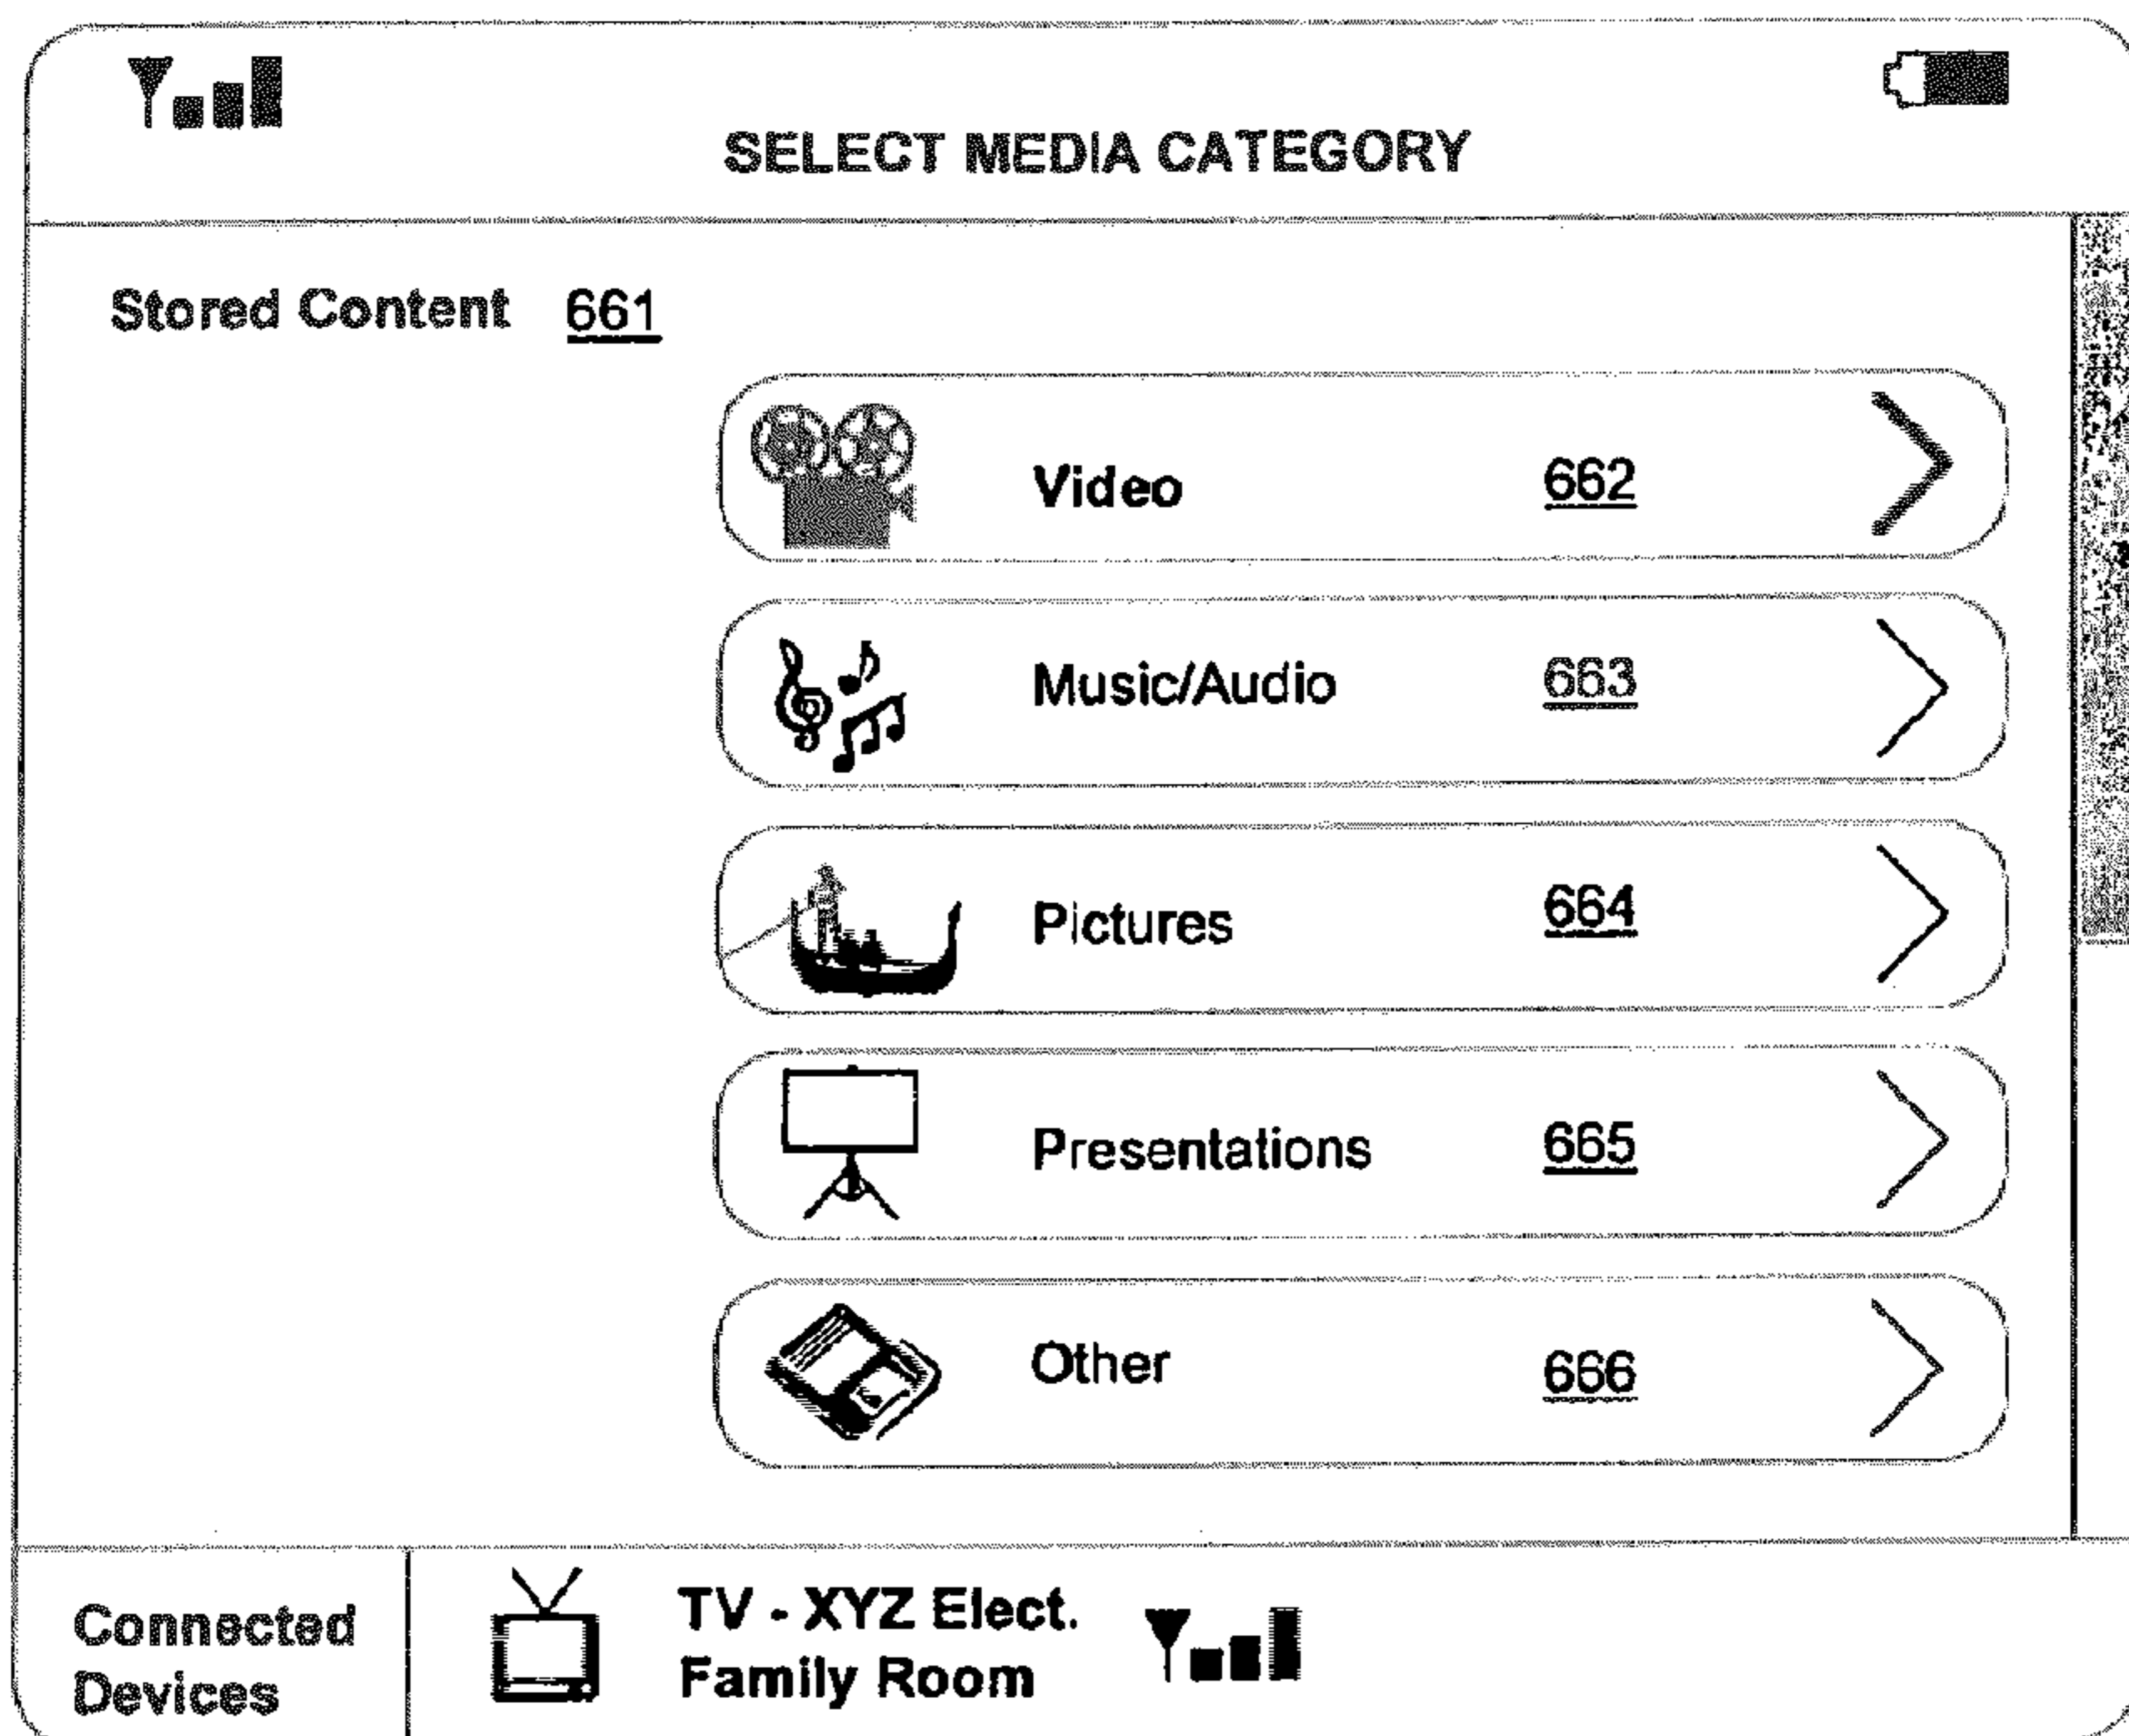 SELECT MEDIA CATEGORY
Stored Content 661
Video 662
Music/Audio 663
Pictures 664
Presentations 665
Other 666
Connected
Devices
TV - XYZ Elect.
Family Room